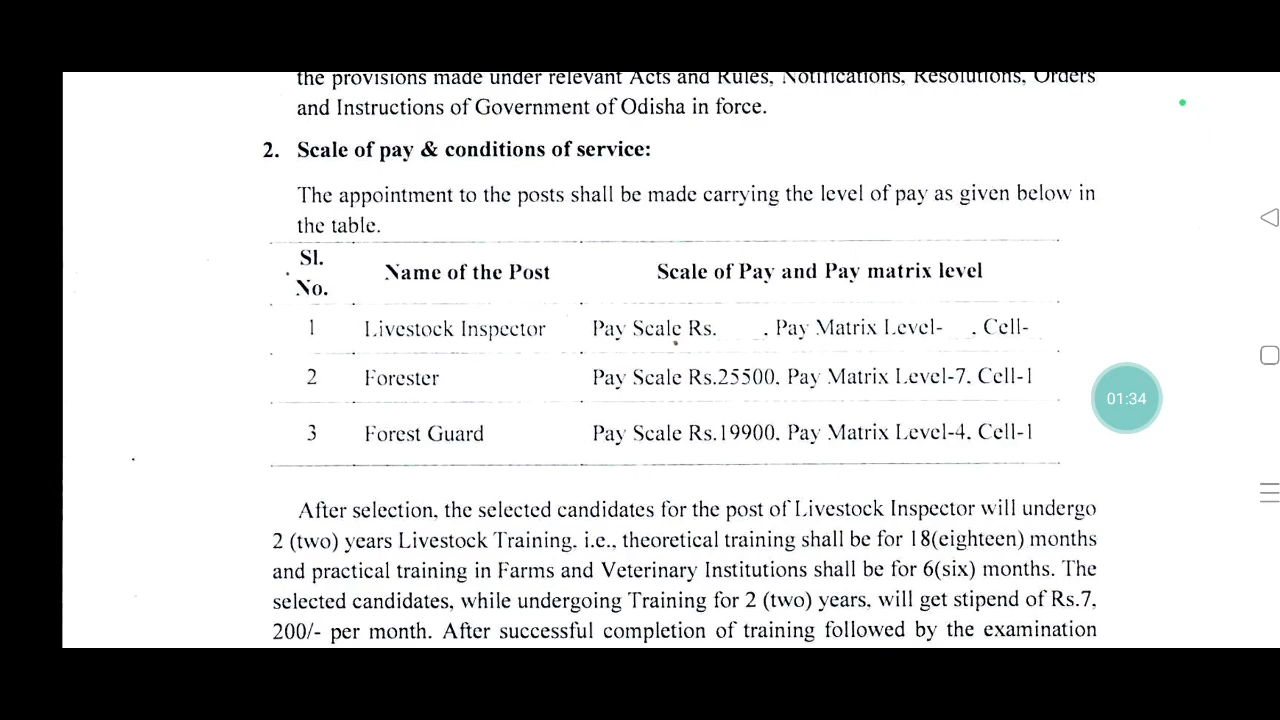 the provisions made under relevant Acts and Rules, Notifications, Resolutions, Orders
and Instructions of Government of Odisha in force.
2. Scale of pay & conditions of service:
The appointment to the posts shall be made carrying the level of pay as given below in
the table.
Sl. No. Name of the Post Scale of Pay and Pay matrix level
1 Livestock Inspector Pay Scale Rs. , Pay Matrix Level- , Cell-
2 Forester Pay Scale Rs.25500, Pay Matrix Level-7, Cell-1
3 Forest Guard Pay Scale Rs.19900, Pay Matrix Level-4, Cell-1
01:34
After selection, the selected candidates for the post of Livestock Inspector will undergo
2 (two) years Livestock Training, i.e., theoretical training shall be for 18(eighteen) months
and practical training in Farms and Veterinary Institutions shall be for 6(six) months. The
selected candidates, while undergoing Training for 2 (two) years, will get stipend of Rs.7,
200/- per month. After successful completion of training followed by the examination